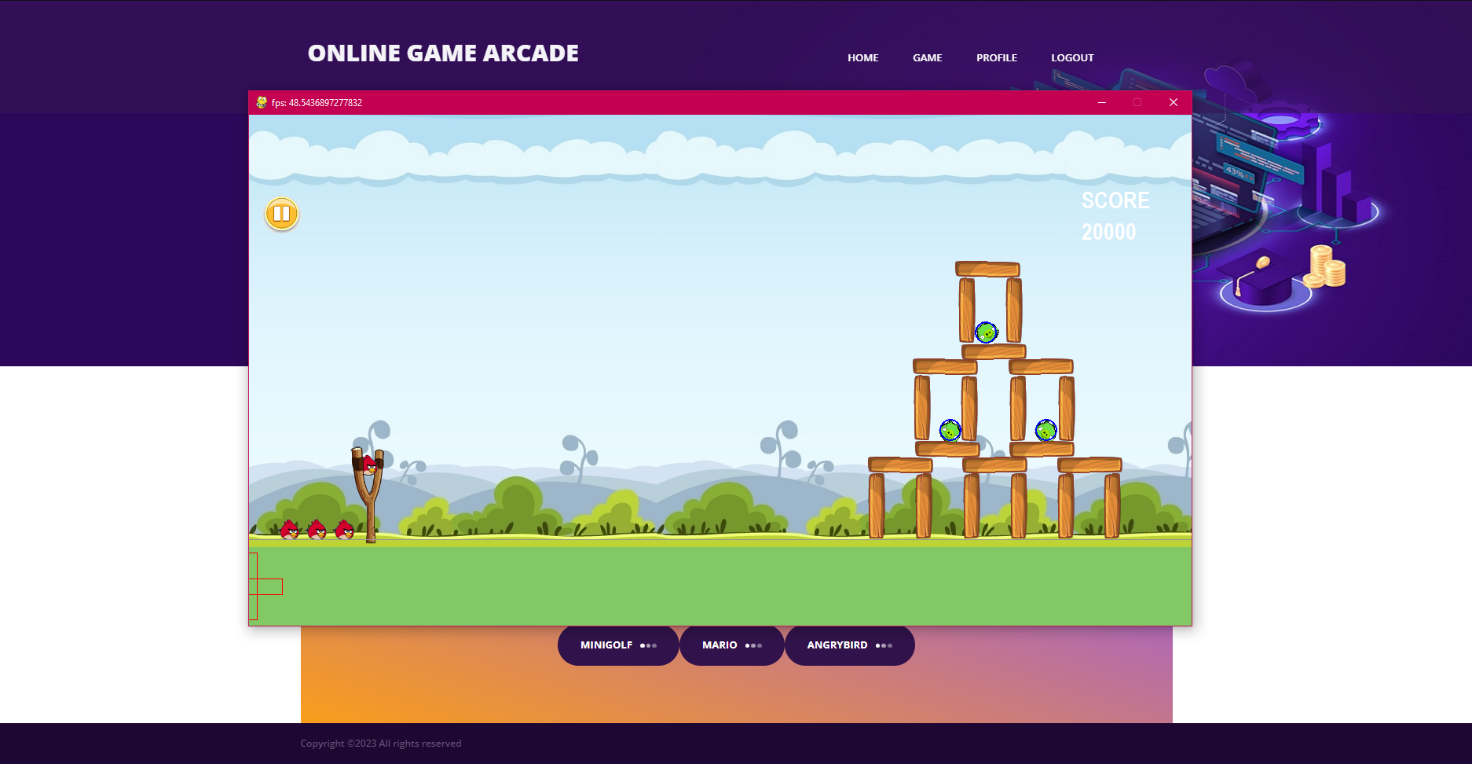 ONLINE GAME ARCADE
HOME GAME PROFILE LOGOUT
fps: 48.5436897277832
43%
SCORE
20000
MINIGOLF MARIO ANGRYBIRD
Copyright ©2023 All rights reserved